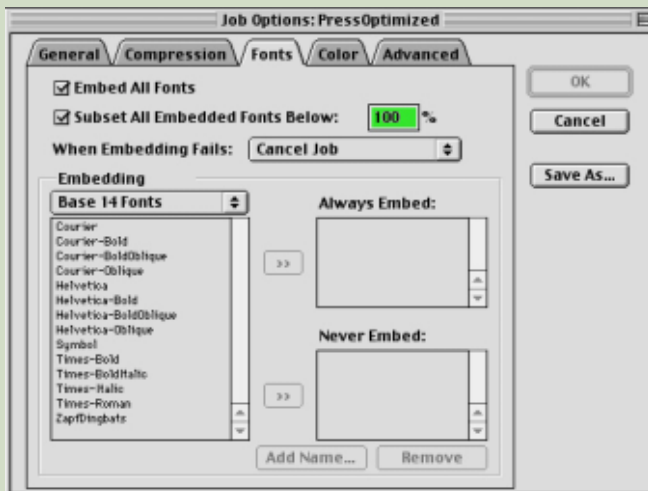 Job Options: PressOptimized
General Compression Fonts Color Advanced
Embed All Fonts
Subset All Embedded Fonts Below: 100 %
When Embedding Fails: Cancel Job
OK
Cancel
Save As...
Embedding
Base 14 Fonts
Courier
Courier-Bold
Courier-BoldOblique
Courier-Oblique
Helvetica
Helvetica-Bold
Helvetica-BoldOblique
Helvetica-Oblique
Symbol
Times-Bold
Times-BoldItalic
Times-Italic
Times-Roman
ZapfDingbats
>>
>>
Always Embed:
Never Embed:
Add Name... Remove